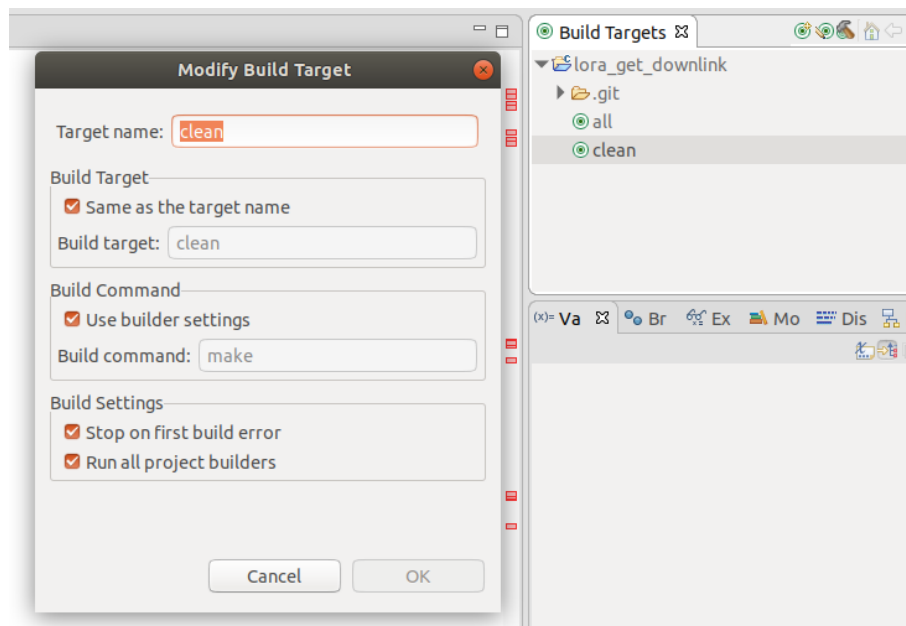 Modify Build Target
Target name: clean
Build Target
Same as the target name
Build target: clean
Build Command
Use builder settings
Build command: make
Build Settings
Stop on first build error
Run all project builders
Cancel
OK
Build Targets
lora_get_downlink
.git
all
clean
(x)= Va
Br
Ex
Mo
Dis